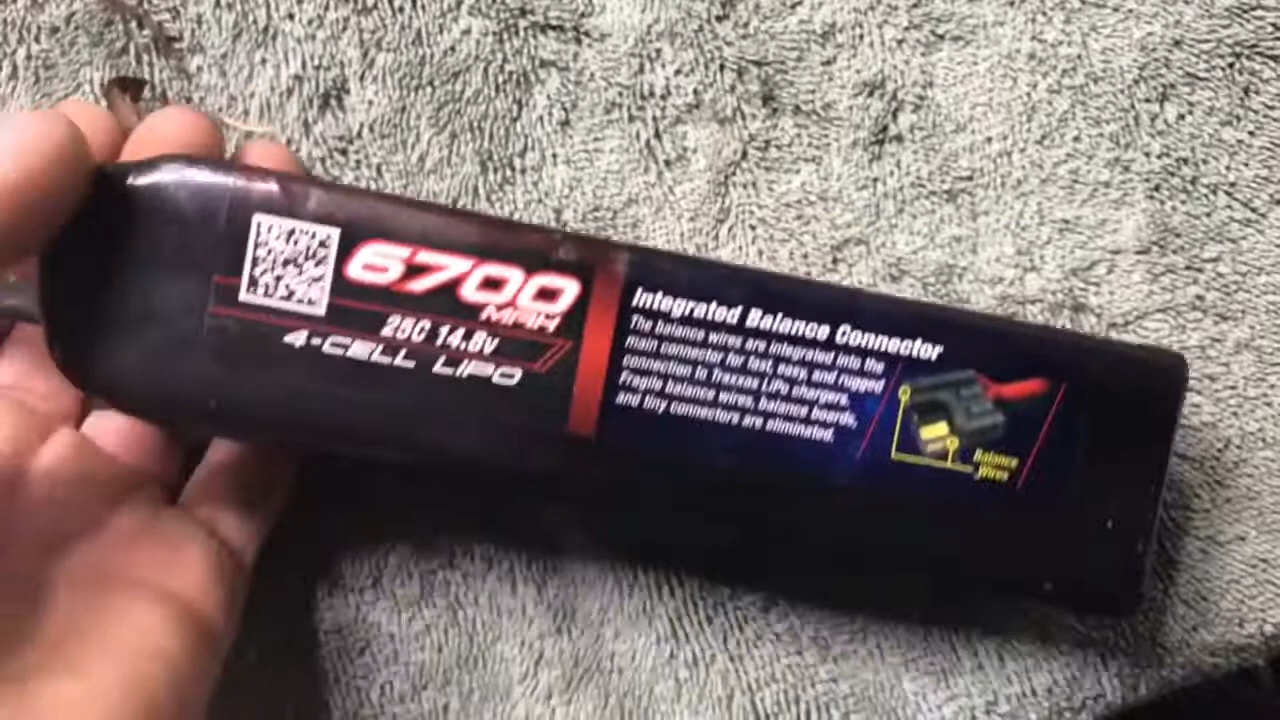 6700
MAH
25C 14.8v
4-CELL LIPO
Integrated Balance Connector
The balance wires are integrated into the
main connector for fast, easy, and rugged
connection to Traxxas LiPo chargers.
Fragile balance wires, balance boards,
and tiny connectors are eliminated.
Balance
Wires